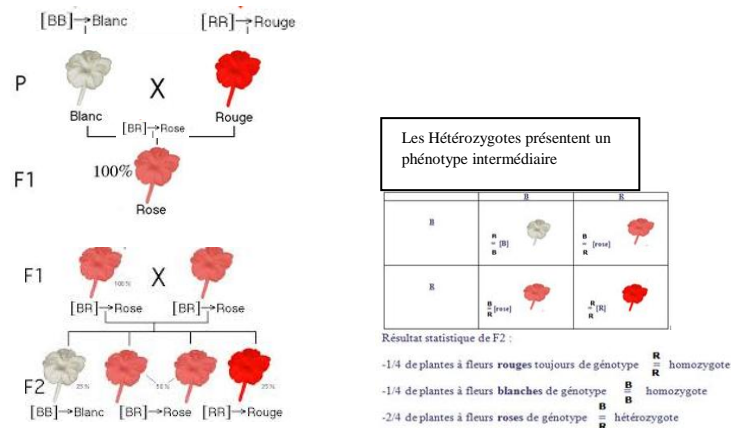 [BB]→Blanc [RR]→Rouge
P X
Blanc Rouge
[BR]→Rose
F1 100%
Rose
F1 100% X
[BR]→Rose [BR]→Rose
F2 25% 50% 25%
[BB]→Blanc [BR]→Rose [RR]→Rouge
Les Hétérozygotes présentent un
phénotype intermédiaire
B R
B B = [B] B B = [rose] R
R B = [rose] R R = [R] R
Résultat statistique de F2 :
-1/4 de plantes à fleurs rouges toujours de génotype R = R homozygote
-1/4 de plantes à fleurs blanches de génotype B = B homozygote
-2/4 de plantes à fleurs roses de génotype B = R hétérozygote